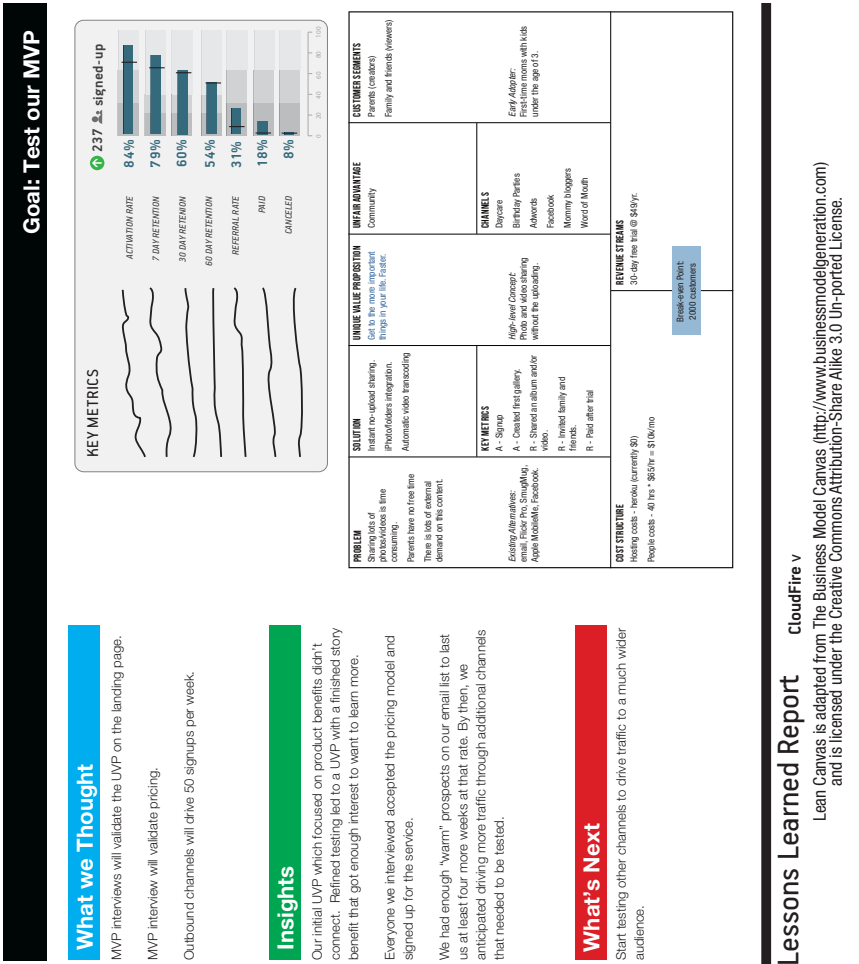 Goal: Test our MVP
What we Thought
MVP interviews will validate the UVP on the landing page.
MVP interview will validate pricing.
Outbound channels will drive 50 signups per week.
Insights
Our initial UVP which focused on product benefits didn't
connect. Refined testing led to a UVP with a finished story
benefit that got enough interest to want to learn more.
Everyone we interviewed accepted the pricing model and
signed up for the service.
We had enough "warm" prospects on our email list to last
us at least four more weeks at that rate. By then, we
anticipated driving more traffic through additional channels
that needed to be tested.
What's Next
Start testing other channels to drive traffic to a much wider
audience.
KEY METRICS
237 signed-up
ACTIVATION RATE 84%
7 DAY RETENTION 79%
30 DAY RETENION 60%
60 DAY RETENTION 54%
REFERRAL RATE 31%
PAID 18%
CANCELED 8%
0 20 40 60 80 100
PROBLEM
Sharing lots of
photos/videos is time
consuming.
Parents have no free time
There is lots of external
demand on this content.
Existing Alternatives:
email, Flickr Pro, SmugMug,
Apple MobileMe, Facebook.
SOLUTION
Instant no-upload sharing.
iPhoto/folders integration.
Automatic video transcoding
KEY METRICS
A - Signup
A - Created first gallery.
R - Shared an album and/or
video.
R - Invited family and
friends.
R - Paid after trial
UNIQUE VALUE PROPOSITION
Get to the more important
things in your life. Faster.
High-level Concept:
Photo and video sharing
without the uploading.
UNFAIR ADVANTAGE
Community
CHANNELS
Daycare
Birthday Parties
Adwords
Facebook
Mommy bloggers
Word of Mouth
CUSTOMER SEGMENTS
Parents (creators)
Family and friends (viewers)
Early Adopter:
First-time moms with kids
under the age of 3.
COST STRUCTURE
Hosting costs - heroku (currently $0)
People costs - 40 hrs * $65/hr = $10k/mo
REVENUE STREAMS
30-day free trial @ $49/yr.
Break-even Point:
2000 customers
Lessons Learned Report CloudFire v
Lean Canvas is adapted from The Business Model Canvas (http://www.businessmodelgeneration.com)
and is licensed under the Creative Commons Attribution-Share Alike 3.0 Un-ported License.